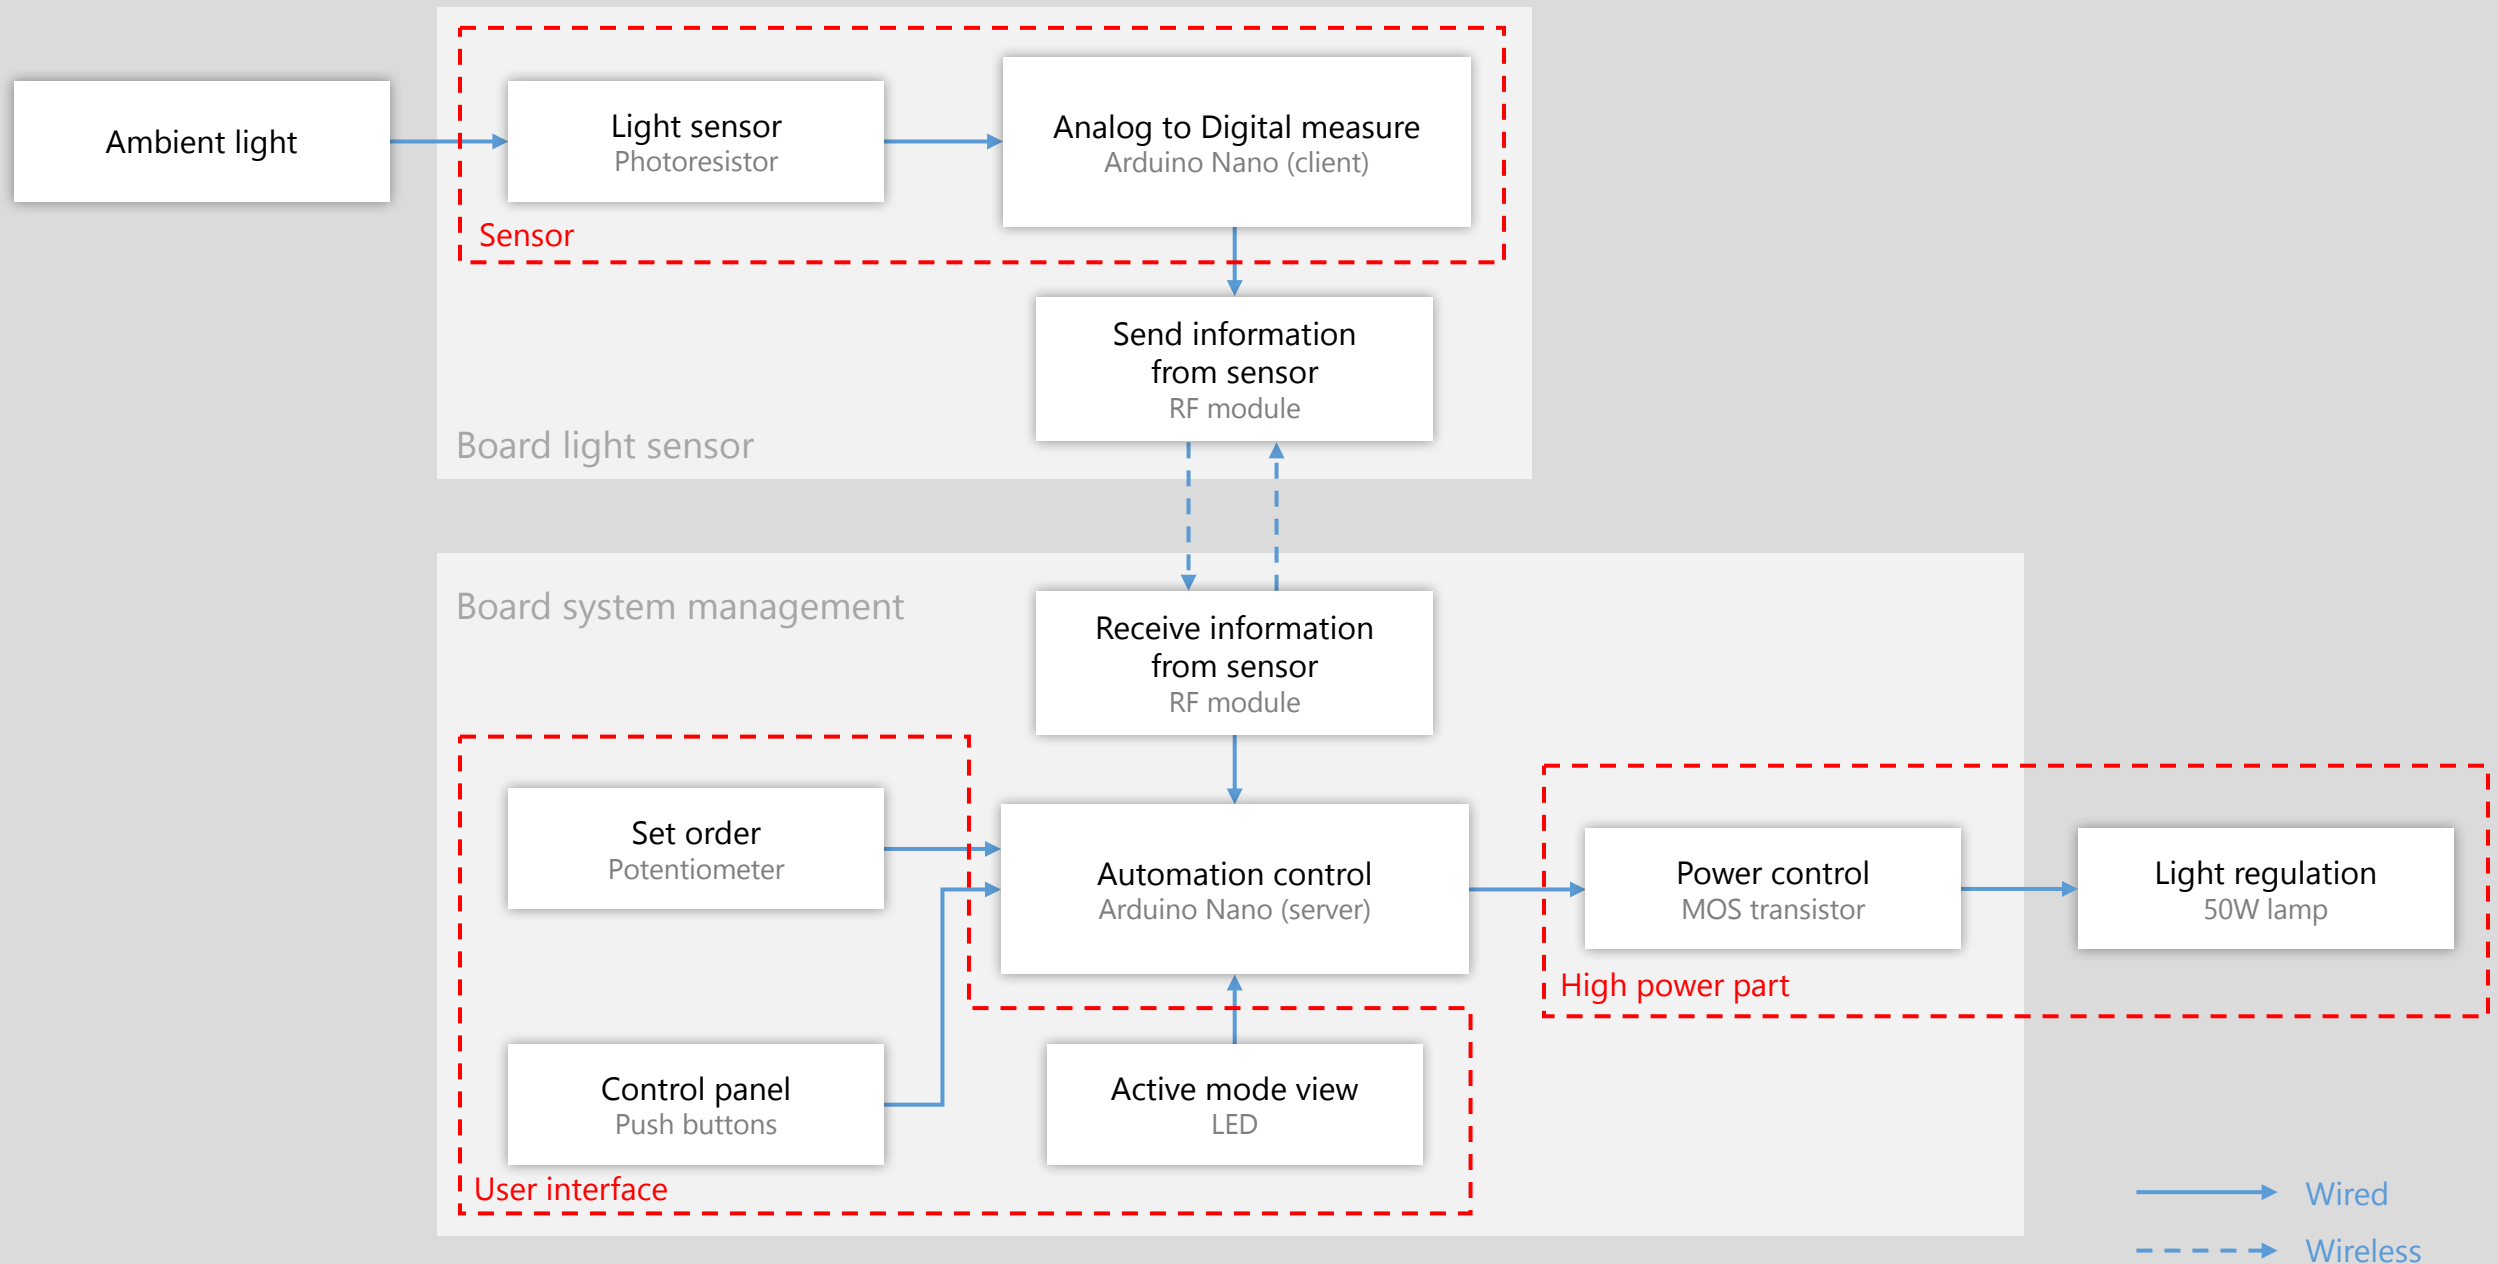 Ambient light
Light sensor
Photoresistor
Analog to Digital measure
Arduino Nano (client)
Sensor
Send information
from sensor
RF module
Board light sensor
Board system management
Receive information
from sensor
RF module
Set order
Potentiometer
Automation control
Arduino Nano (server)
Power control
MOS transistor
Light regulation
50W lamp
High power part
Control panel
Push buttons
Active mode view
LED
User interface
Wired
Wireless